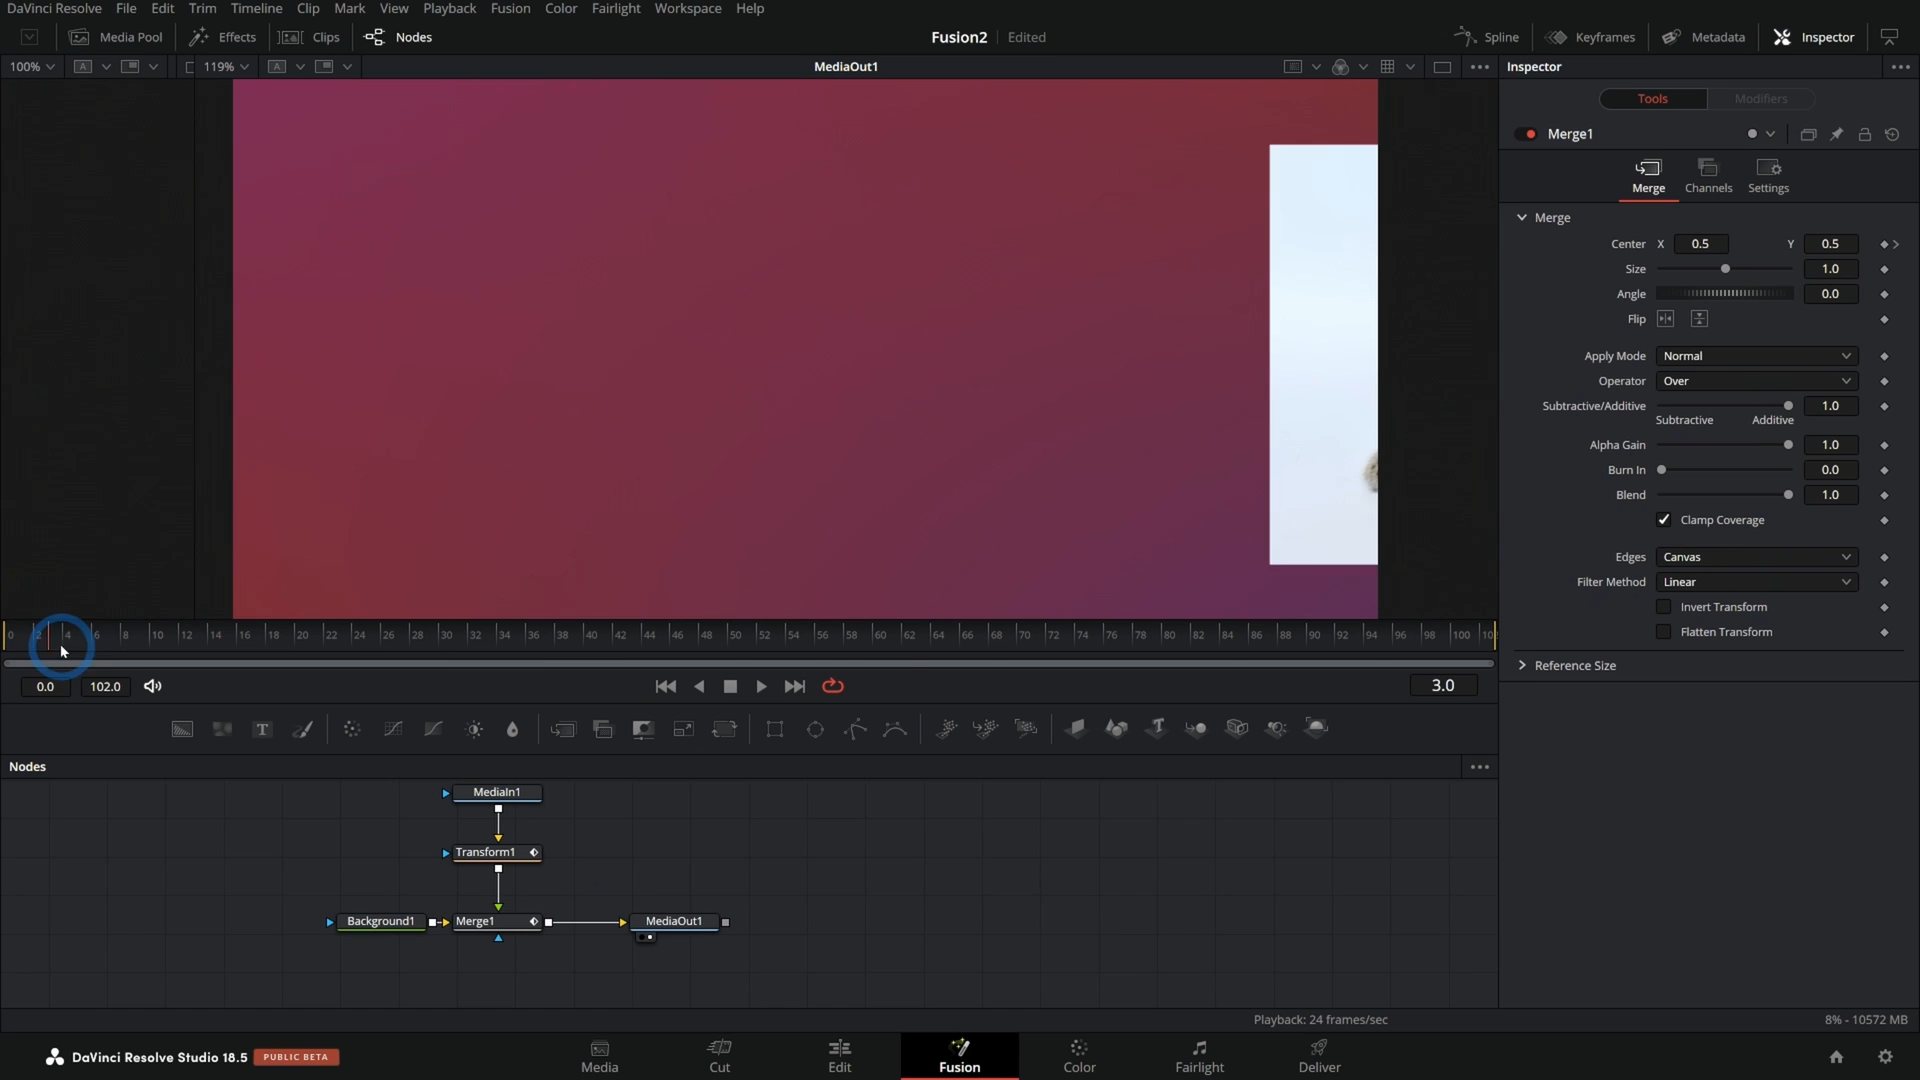 DaVinci Resolve File Edit Trim Timeline Clip Mark View Playback Fusion Color Fairlight Workspace Help
Media Pool Effects Clips Nodes Fusion2 Edited Spline Keyframes Metadata Inspector
100% A 119% A MediaOut1 Inspector
Tools Modifiers
Merge1
Merge Channels Settings
Merge
Center X 0.5 Y 0.5
Size 1.0
Angle 0.0
Flip
Apply Mode Normal
Operator Over
Subtractive/Additive 1.0
Subtractive Additive
Alpha Gain 1.0
Burn In 0.0
Blend 1.0
Clamp Coverage
Edges Canvas
Filter Method Linear
Invert Transform
Flatten Transform
Reference Size
0 2 4 6 8 10 12 14 16 18 20 22 24 26 28 30 32 34 36 38 40 42 44 46 48 50 52 54 56 58 60 62 64 66 68 70 72 74 76 78 80 82 84 86 88 90 92 94 96 98 100 10
0.0 102.0 3.0
T T
Nodes
MediaIn1
Transform1
Background1 Merge1 MediaOut1
Playback: 24 frames/sec 8% - 10572 MB
DaVinci Resolve Studio 18.5 PUBLIC BETA
Media Cut Edit Fusion Color Fairlight Deliver